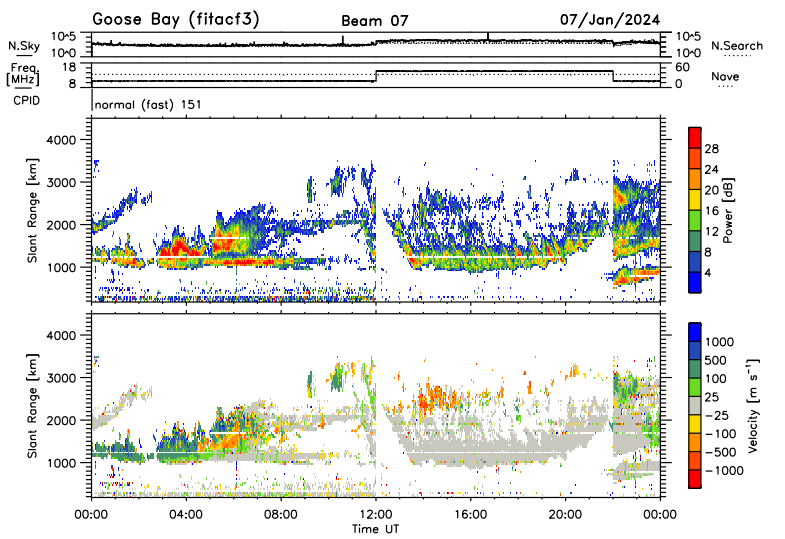 Goose Bay (fitacf3) Beam 07 07/Jan/2024
N.Sky 10^5 10^0 10^5 10^0 N.Search
Freq. [MHz] 18 8 60 0 Nave
CPID normal (fast) 151
Slant Range [km] 4000 3000 2000 1000
Power [dB] 28 24 20 16 12 8 4
Slant Range [km] 4000 3000 2000 1000
Velocity [m s⁻¹] 1000 500 100 25 −25 −100 −500 −1000
00:00 04:00 08:00 12:00 16:00 20:00 00:00
Time UT